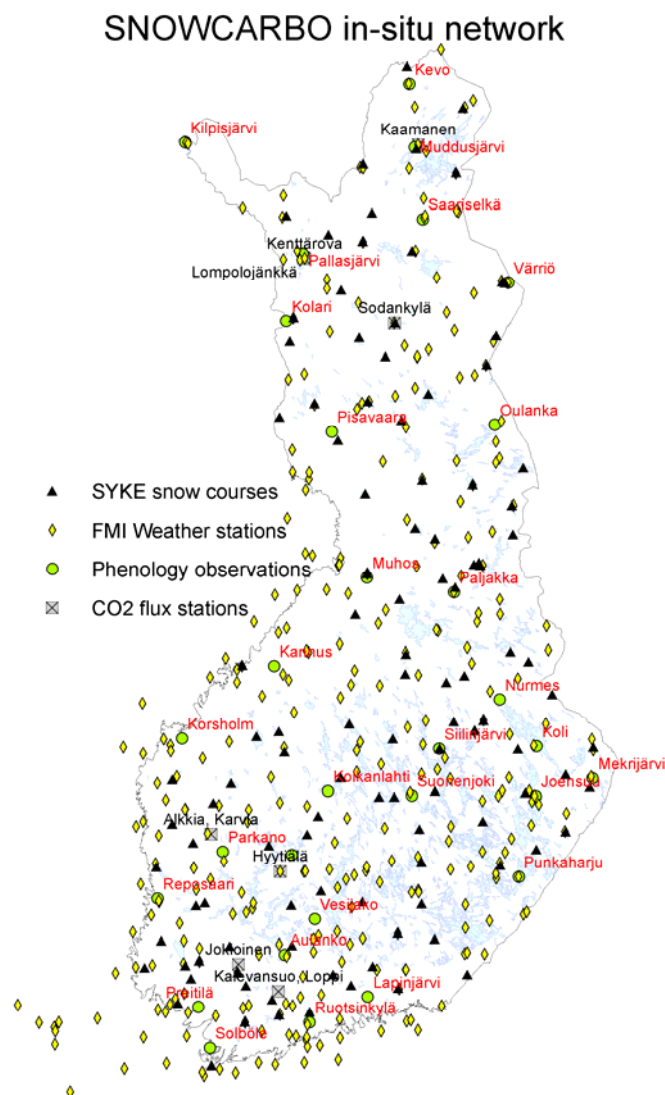 SNOWCARBO in-situ network
Kevo
Kilpisjärvi
Kaamanen
Muddusjärvi
Saariselkä
Kenttärova
Pallasjärvi
Lompolojänkkä
Värriö
Kolari
Sodankylä
Pisavaara
Oulanka
SYKE snow courses
FMI Weather stations
Phenology observations
CO2 flux stations
Muhos
Paljakka
Kannus
Nurmes
Korsholm
Siilinjärvi
Koli
Mekrijärvi
Kolkanlahti
Suonenjoki
Joensuu
Alkkia, Karvia
Parkano
Hyytiälä
Punkaharju
Reposaari
Vesijako
Aulanko
Jokioinen
Kalevansuo, Loppi
Lapinjärvi
Preitilä
Ruotsinkylä
Solböle